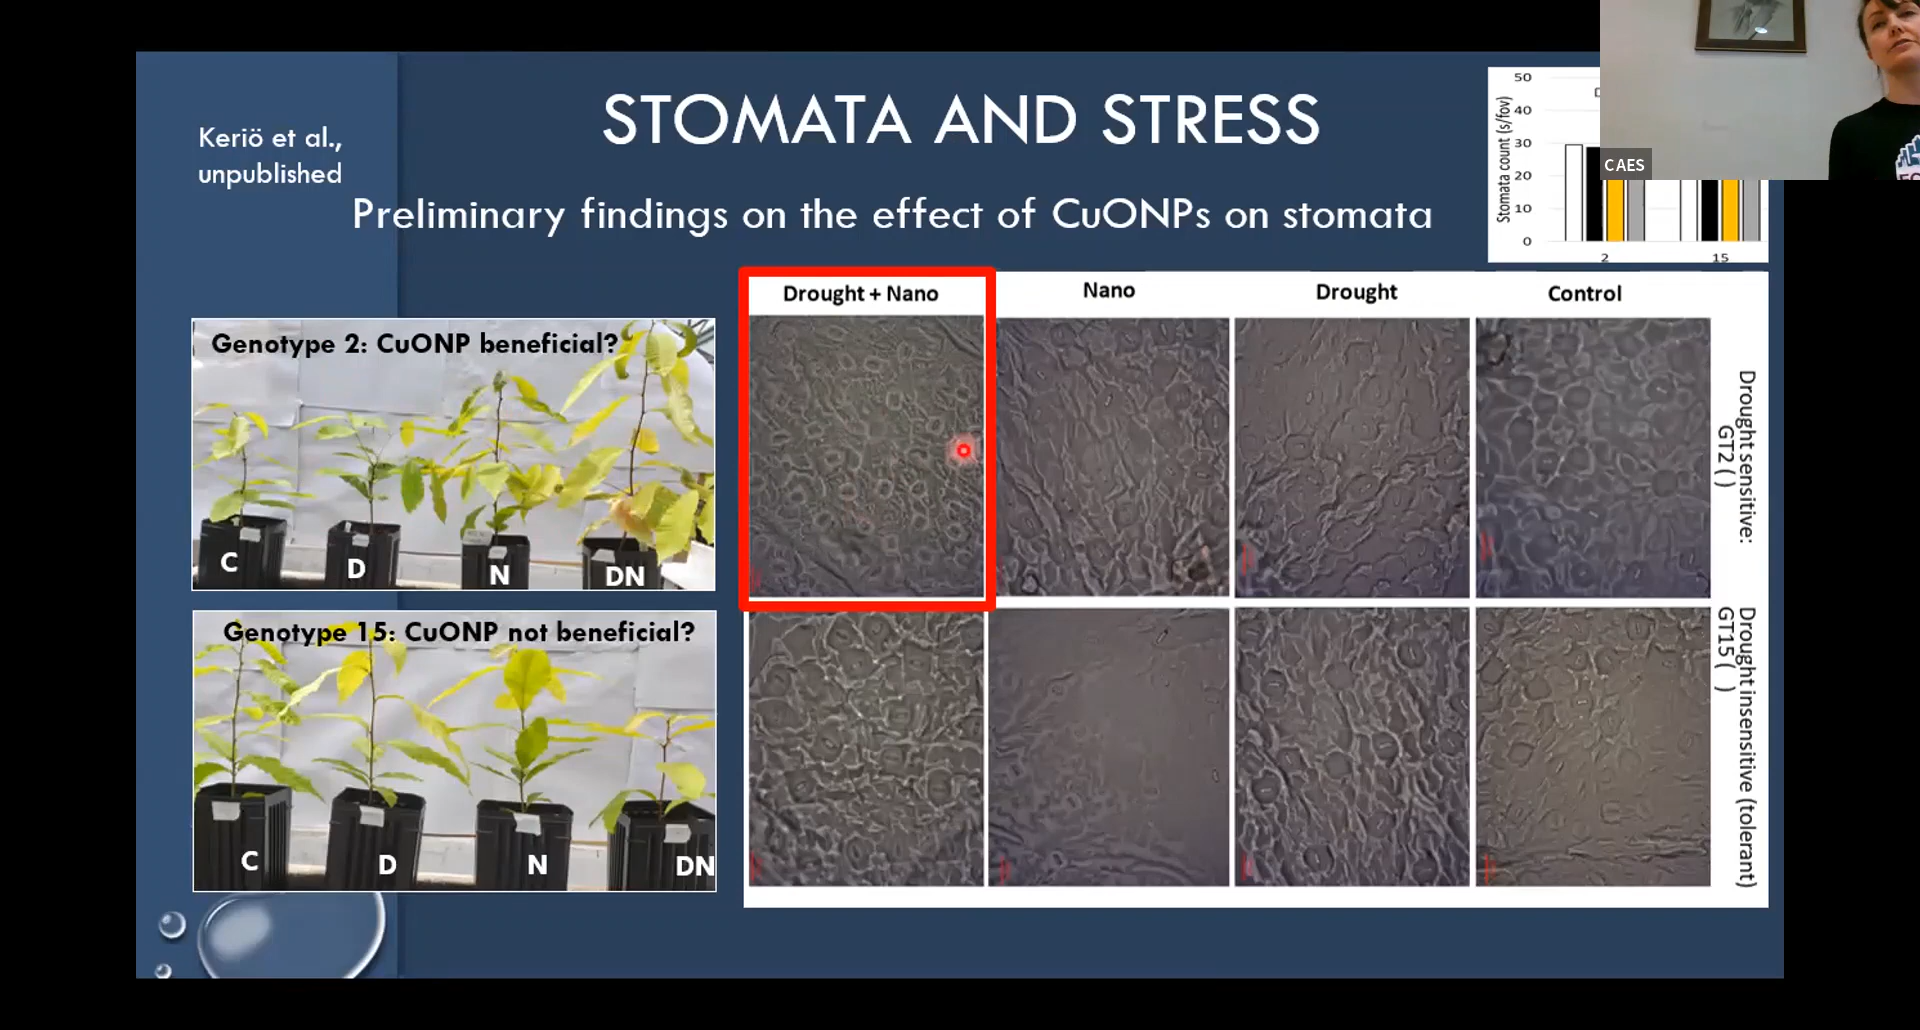 Keriö et al.,
unpublished
STOMATA AND STRESS
Preliminary findings on the effect of CuONPs on stomata
Stomata count (s/fov)
50
40
30
20
10
0
2
15
CAES
Genotype 2: CuONP beneficial?
C
D
N
DN
Genotype 15: CuONP not beneficial?
C
D
N
DN
Drought + Nano
Nano
Drought
Control
Drought sensitive:
GT2 ( )
Drought insensitive (tolerant)
GT15 ( )